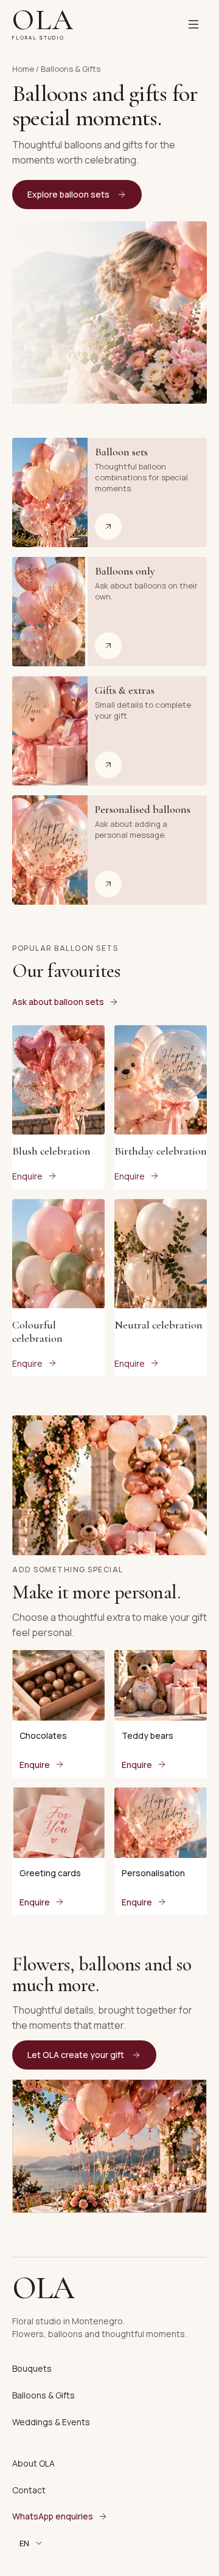 OLA
FLORAL STUDIO
Home / Balloons & Gifts
Balloons and gifts for
special moments.
Thoughtful balloons and gifts for the
moments worth celebrating.
Explore balloon sets
Balloon sets
Thoughtful balloon
combinations for special
moments.
Balloons only
Ask about balloons on their
own.
For
You
Gifts & extras
Small details to complete
your gift.
Happy
Birthday
Personalised balloons
Ask about adding a
personal message.
POPULAR BALLOON SETS
Our favourites
Ask about balloon sets
Happy
Birthday
Blush celebration
Birthday celebration
Enquire
Enquire
Colourful
celebration
Neutral celebration
Enquire
Enquire
ADD SOMETHING SPECIAL
Make it more personal.
Choose a thoughtful extra to make your gift
feel personal.
Chocolates
Teddy bears
Enquire
Enquire
For
You
Happy
Birthday
Greeting cards
Personalisation
Enquire
Enquire
Flowers, balloons and so
much more.
Thoughtful details, brought together for
the moments that matter.
Let OLA create your gift
OLA
Floral studio in Montenegro.
Flowers, balloons and thoughtful moments.
Bouquets
Balloons & Gifts
Weddings & Events
About OLA
Contact
WhatsApp enquiries
EN